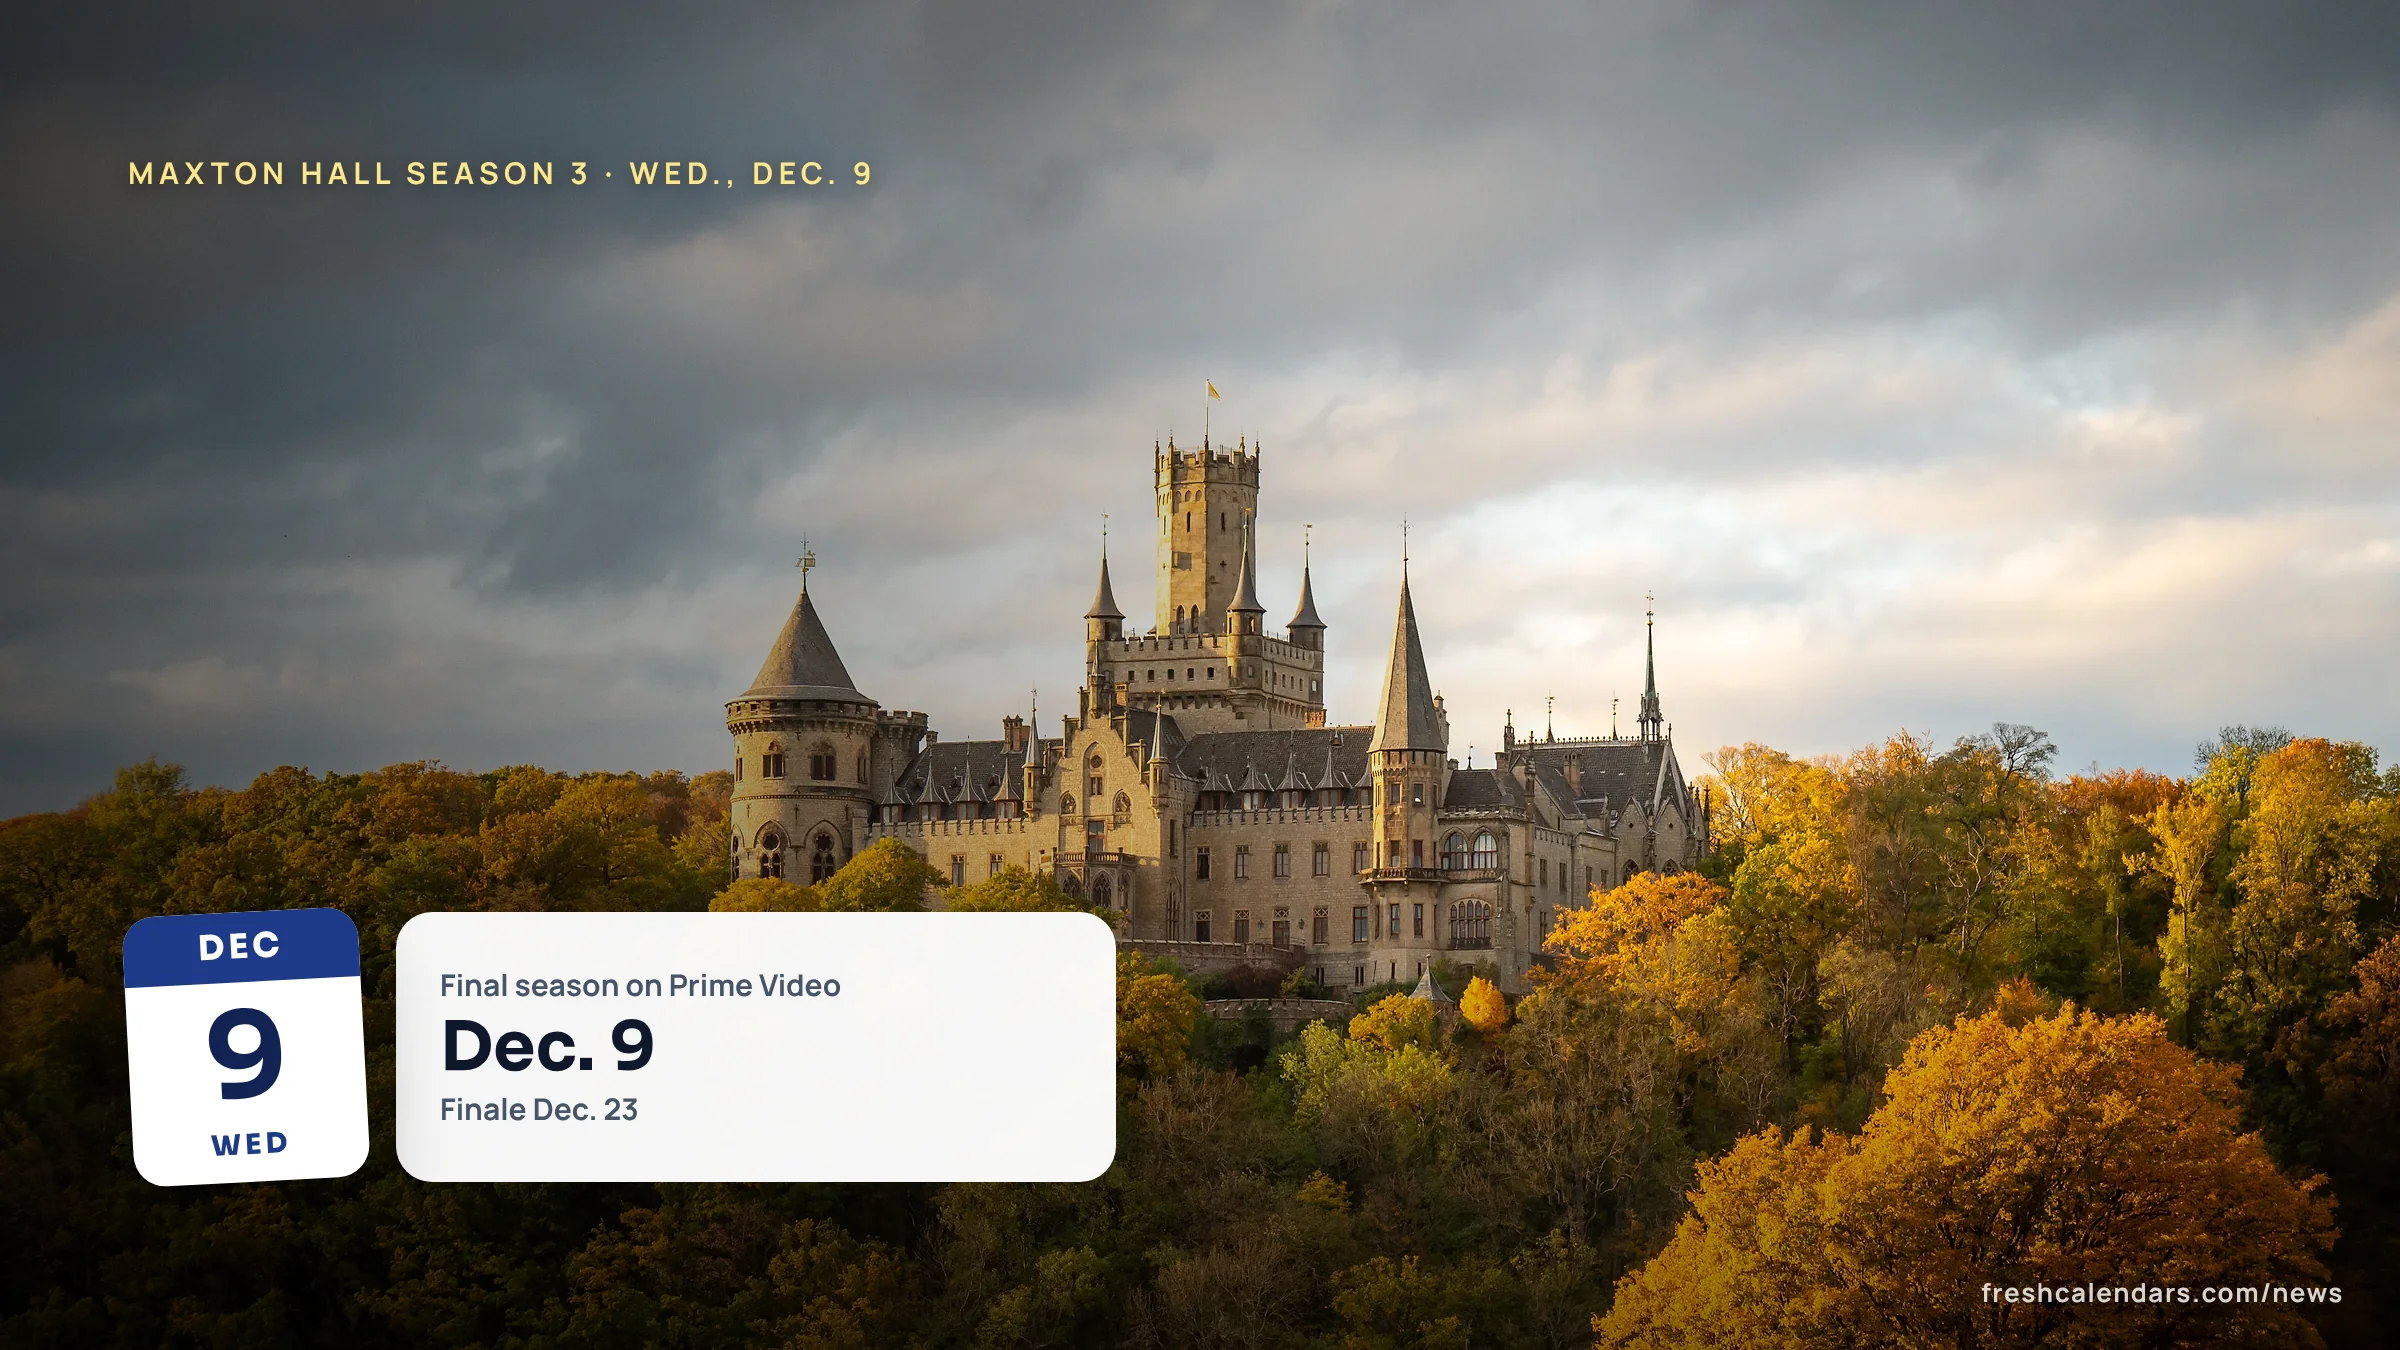 MAXTON HALL SEASON 3 · WED., DEC. 9
DEC
9
WED
Final season on Prime Video
Dec. 9
Finale Dec. 23
freshcalendars.com/news